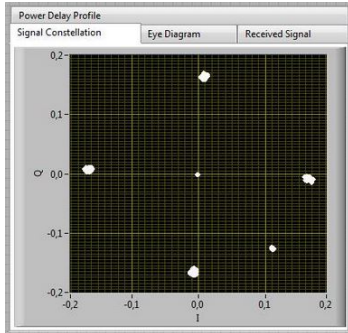 Power Delay Profile
Signal Constellation Eye Diagram Received Signal
0,2-
0,1-
0,0-
-0,1-
-0,2-
Q
-0,2 -0,1 0,0 0,1 0,2
I